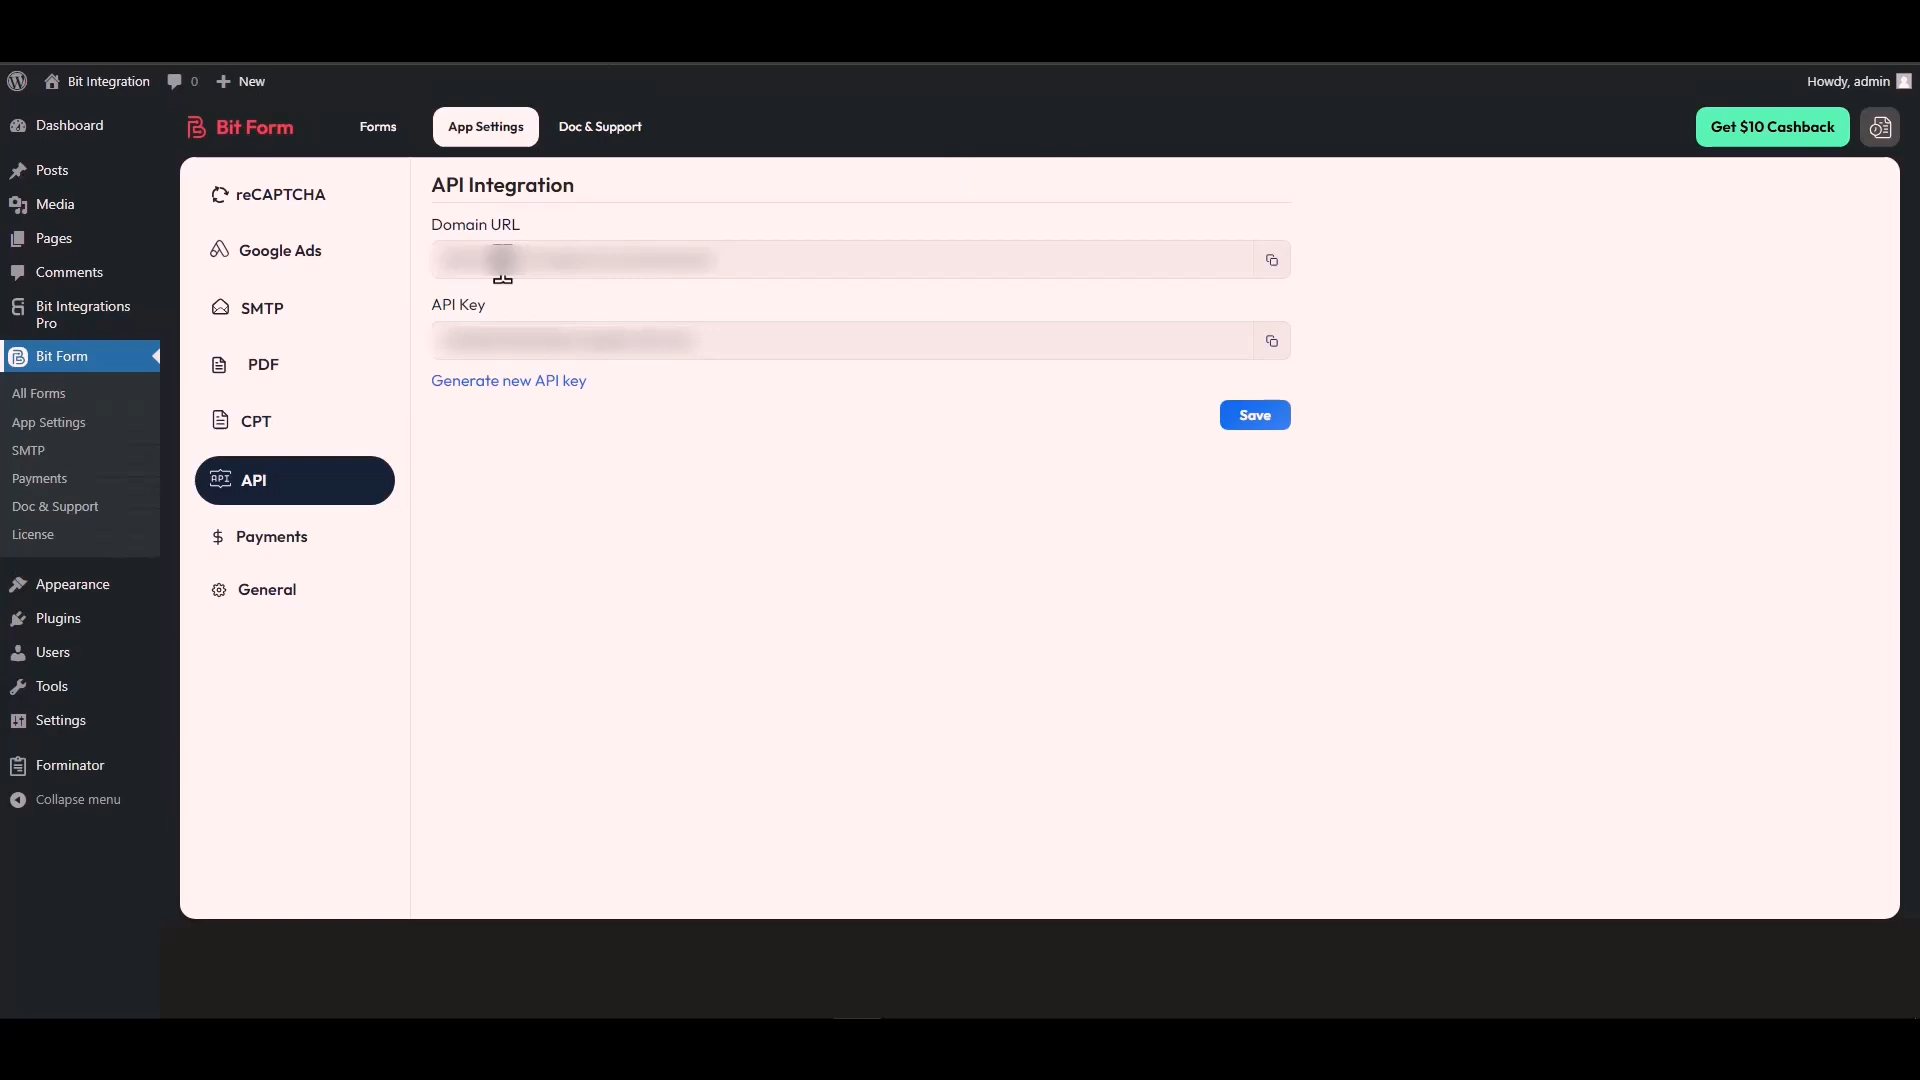 Bit Integration
0
New
Howdy, admin
Dashboard
Posts
Media
Pages
Comments
Bit Integrations
Pro
Bit Form
All Forms
App Settings
SMTP
Payments
Doc & Support
License
Appearance
Plugins
Users
Tools
Settings
Forminator
Collapse menu
Bit Form
Forms
App Settings
Doc & Support
Get $10 Cashback
reCAPTCHA
Google Ads
SMTP
PDF
CPT
API
API
Payments
General
API Integration
Domain URL
API Key
Generate new API key
Save